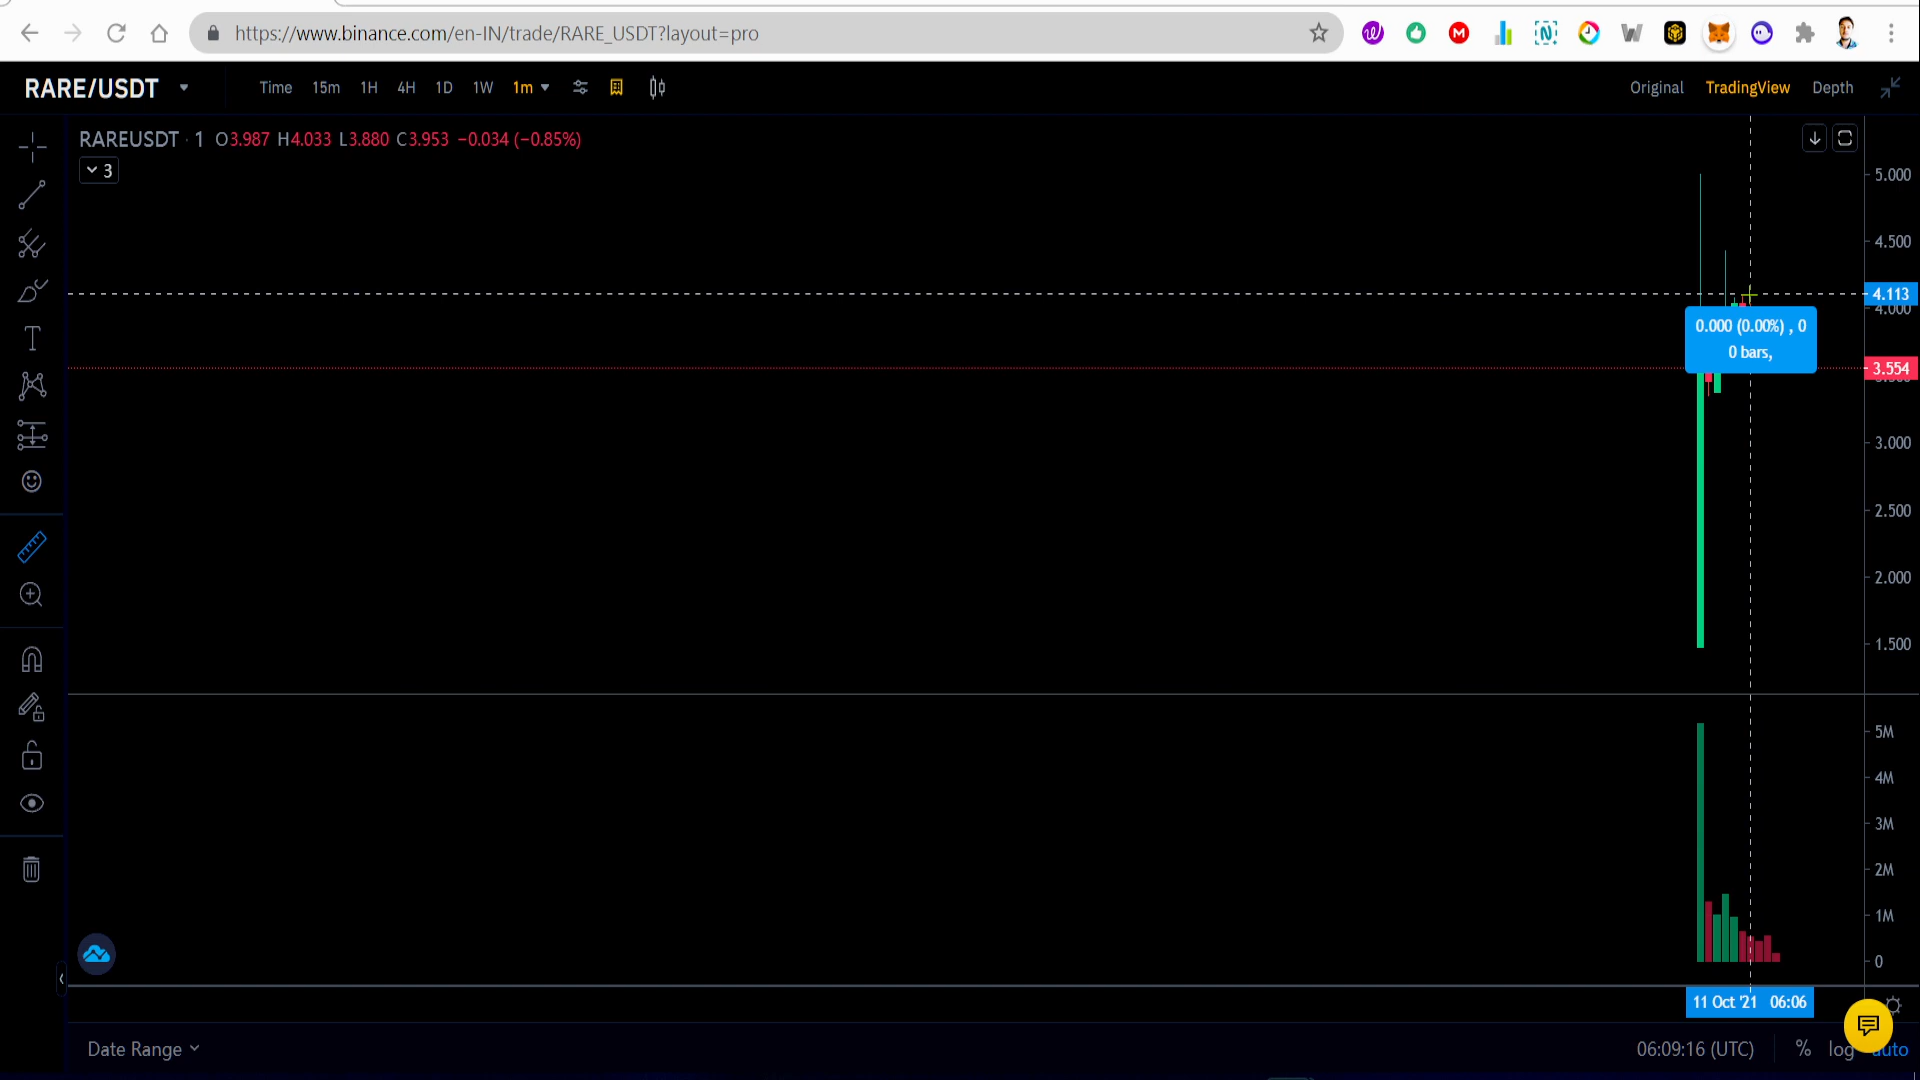 https://www.binance.com/en-IN/trade/RARE_USDT?layout=pro
RARE/USDT Time 15m 1H 4H 1D 1W 1m Original TradingView Depth
RAREUSDT · 1 O3.987 H4.033 L3.880 C3.953 −0.034 (−0.85%)
3
5.000
4.500
4.113
4.000
0.000 (0.00%) , 0
0 bars,
3.554
3.000
2.500
2.000
1.500
5M
4M
3M
2M
1M
0
11 Oct '21 06:06
Date Range 06:09:16 (UTC) % log auto